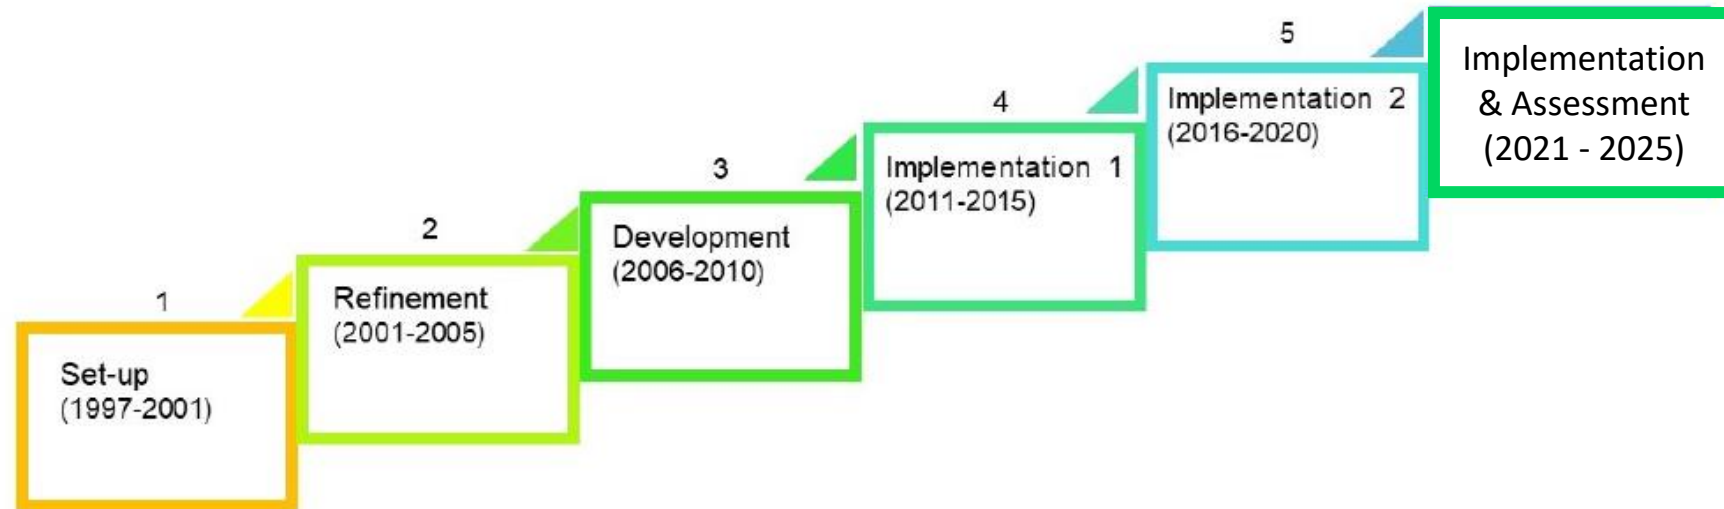 1
Set-up
(1997-2001)
2
Refinement
(2001-2005)
3
Development
(2006-2010)
4
Implementation 1
(2011-2015)
5
Implementation 2
(2016-2020)
Implementation
& Assessment
(2021 - 2025)